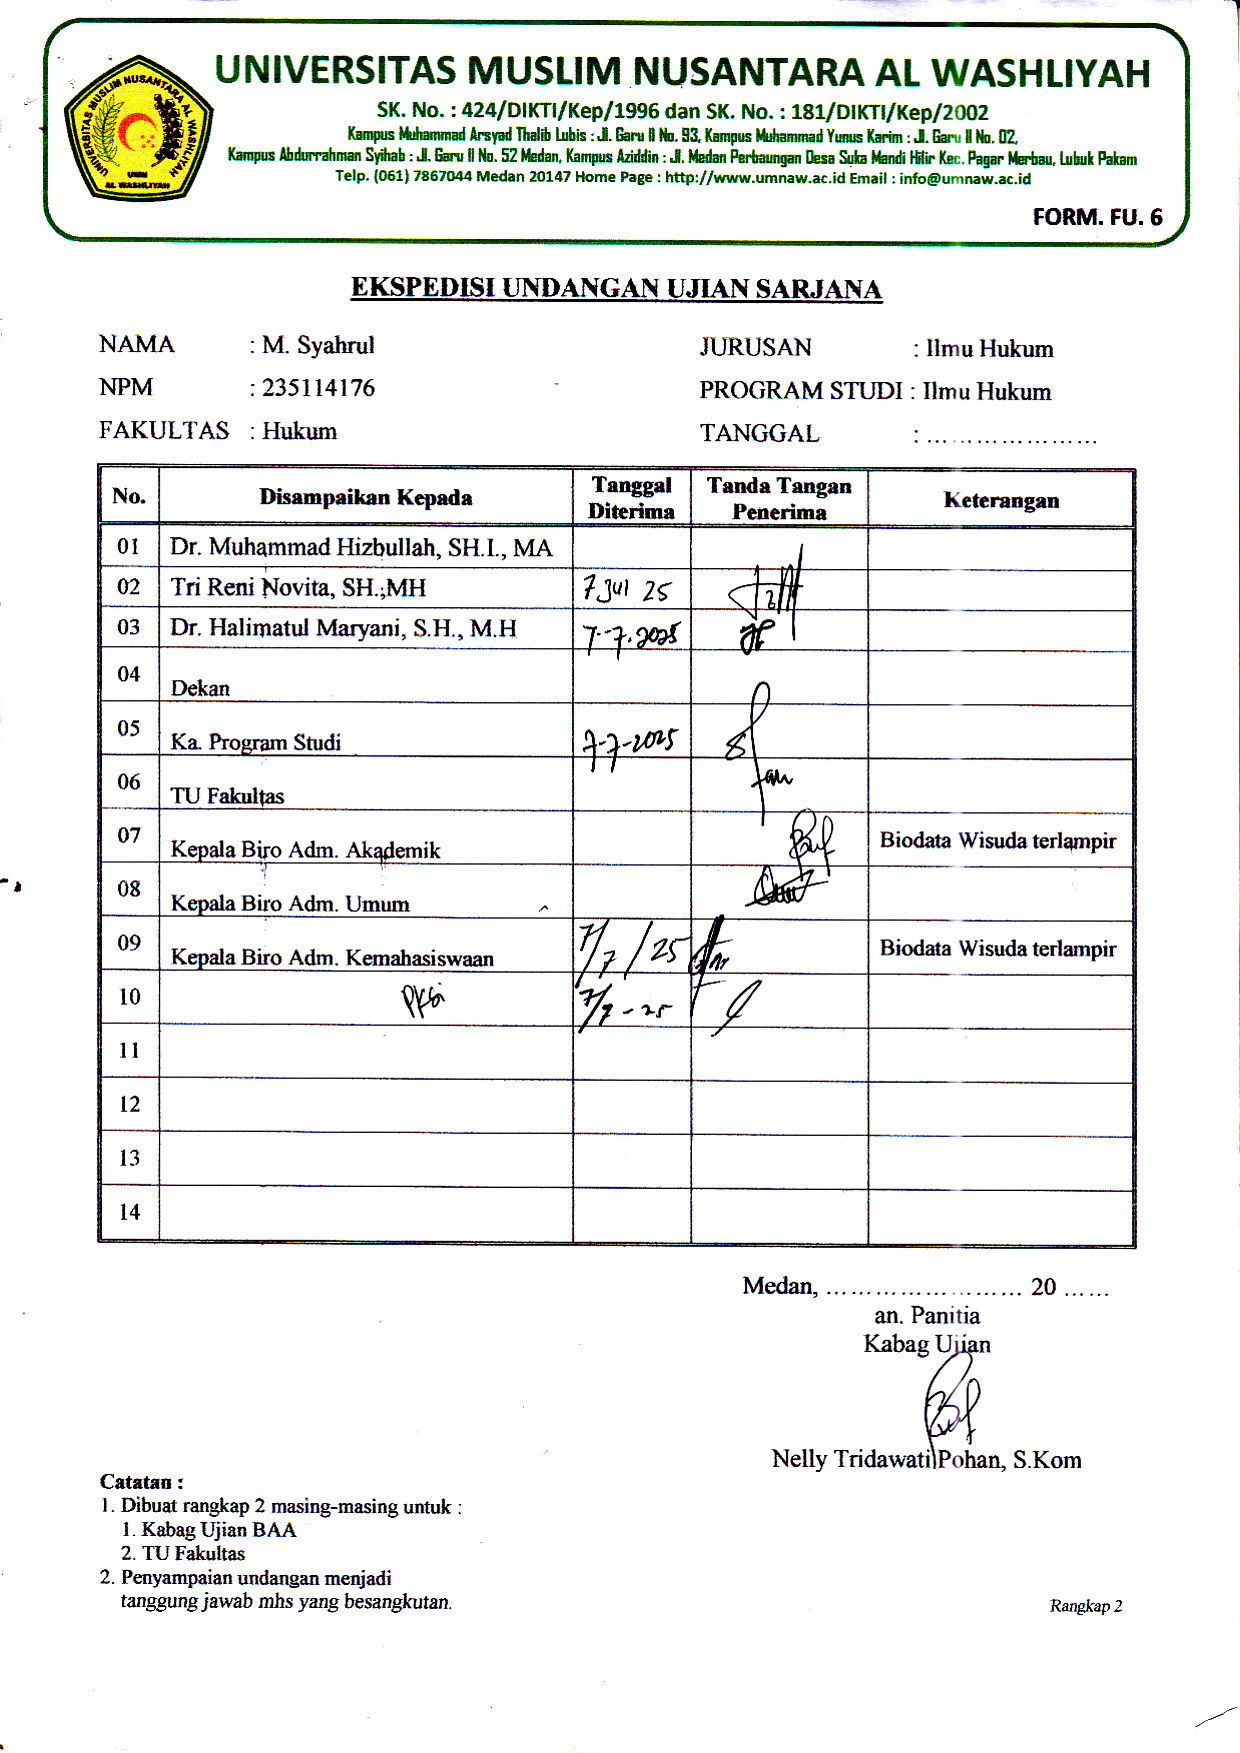 UNIVERSITAS MUSLIM NUSANTARA AL WASHLIYAH
UMN
AL WASHLIYAH
UNIVERSITAS MUSLIM NUSANTARA AL WASHLIYAH
SK. No. : 424/DIKTI/Kep/1996 dan SK. No. : 181/DIKTI/Kep/2002
Kampus Muhammad Arsyad Thalib Lubis : Jl. Garu II No. 93, Kampus Muhammad Yunus Karim : Jl. Garu II No. 02,
Kampus Abdurrahman Syihab : Jl. Garu II No. 52 Medan, Kampus Aziddin : Jl. Medan Perbaungan Desa Suka Mandi Hilir Kec. Pagar Merbau, Lubuk Pakam
Telp. (061) 7867044 Medan 20147 Home Page : http://www.umnaw.ac.id Email : info@umnaw.ac.id
FORM. FU. 6
EKSPEDISI UNDANGAN UJIAN SARJANA
NAMA : M. Syahrul JURUSAN : Ilmu Hukum
NPM : 235114176 PROGRAM STUDI : Ilmu Hukum
FAKULTAS : Hukum TANGGAL : .....................
No. Disampaikan Kepada Tanggal Diterima Tanda Tangan Penerima Keterangan
01 Dr. Muhammad Hizbullah, SH.I., MA
02 Tri Reni Novita, SH.;MH 7 Jul 25
03 Dr. Halimatul Maryani, S.H., M.H 7-7.2025
04 Dekan
05 Ka. Program Studi 7-7-2025
06 TU Fakultas
07 Kepala Biro Adm. Akademik Biodata Wisuda terlampir
08 Kepala Biro Adm. Umum
09 Kepala Biro Adm. Kemahasiswaan 7/7/25 Biodata Wisuda terlampir
10 7/7-25
11
12
13
14
Medan, ........................ 20 ......
an. Panitia
Kabag Ujian
Nelly Tridawati Pohan, S.Kom
Catatan :
1. Dibuat rangkap 2 masing-masing untuk :
1. Kabag Ujian BAA
2. TU Fakultas
2. Penyampaian undangan menjadi
tanggung jawab mhs yang besangkutan.
Rangkap 2